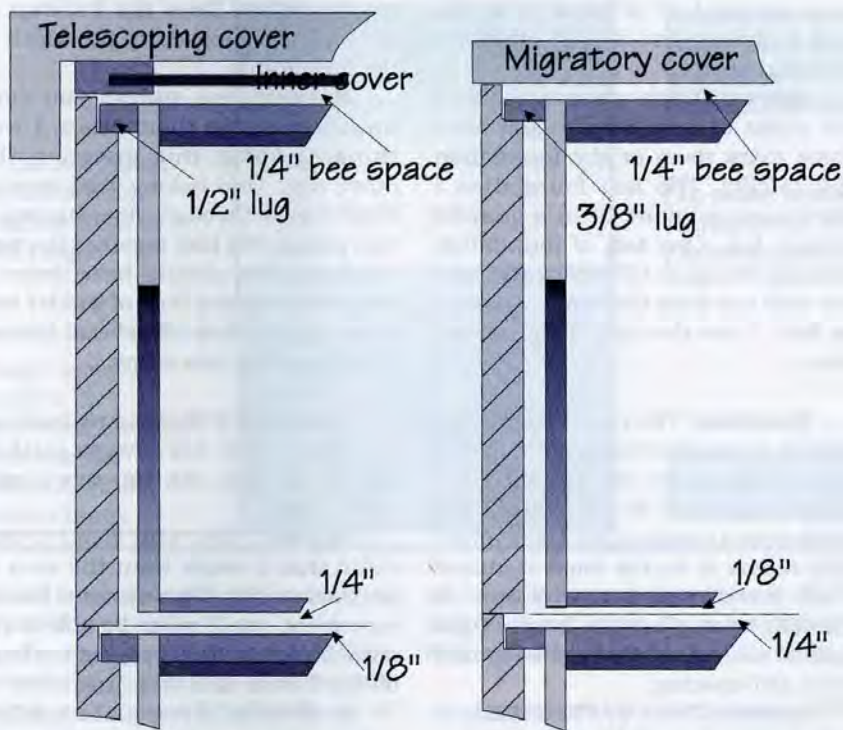 Telescoping cover
Inner cover
1/4" bee space
1/2" lug
1/4"
1/8"
Migratory cover
1/4" bee space
3/8" lug
1/8"
1/4"